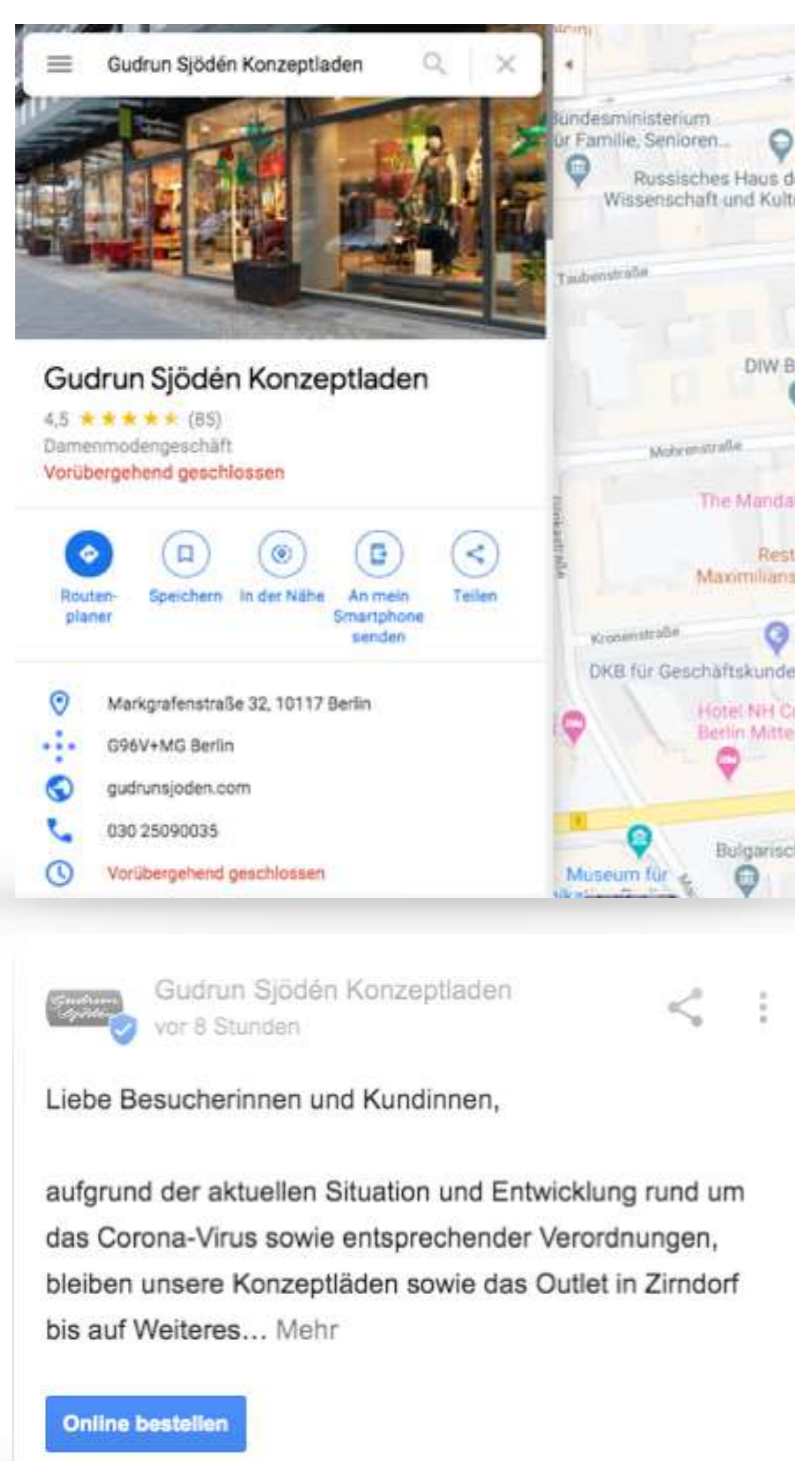 Gudrun Sjödén Konzeptladen
Gudrun Sjödén Konzeptladen
4,5 (85)
Damenmodengeschäft
Vorübergehend geschlossen
Routen-
planer
Speichern
In der Nähe
An mein
Smartphone
senden
Teilen
Markgrafenstraße 32, 10117 Berlin
G96V+MG Berlin
gudrunsjoden.com
030 25090035
Vorübergehend geschlossen
Bundesministerium
für Familie, Senioren...
Russisches Haus d
Wissenschaft und Kult
Taubenstraße
DIW B
Mohrenstraße
The Manda
Rest
Maximilians
Kronenstraße
DKB für Geschäftskunde
Hotel NH C
Berlin Mitte
Bulgarisc
Museum für
Gudrun
Sjödén
Gudrun Sjödén Konzeptladen
vor 8 Stunden
Liebe Besucherinnen und Kundinnen,
aufgrund der aktuellen Situation und Entwicklung rund um
das Corona-Virus sowie entsprechender Verordnungen,
bleiben unsere Konzeptläden sowie das Outlet in Zirndorf
bis auf Weiteres... Mehr
Online bestellen